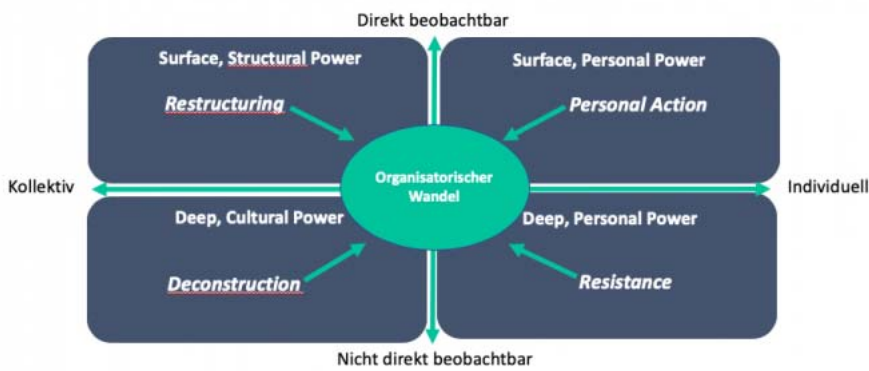 Direkt beobachtbar
Surface, Structural Power
Surface, Personal Power
Restructuring
Personal Action
Kollektiv
Organisatorischer
Wandel
Individuell
Deep, Cultural Power
Deep, Personal Power
Deconstruction
Resistance
Nicht direkt beobachtbar